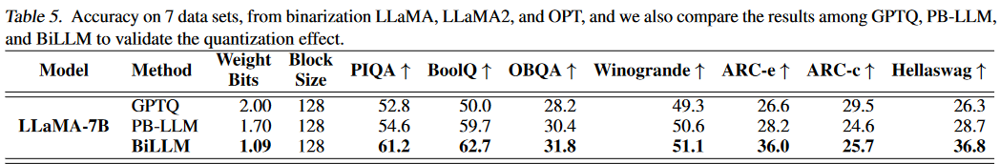 Table 5. Accuracy on 7 data sets, from binarization LLaMA, LLaMA2, and OPT, and we also compare the results among GPTQ, PB-LLM,
and BiLLM to validate the quantization effect.
Model Method Weight Bits Block Size PIQA ↑ BoolQ ↑ OBQA ↑ Winogrande ↑ ARC-e ↑ ARC-c ↑ Hellaswag ↑
GPTQ 2.00 128 52.8 50.0 28.2 49.3 26.6 29.5 26.3
LLaMA-7B PB-LLM 1.70 128 54.6 59.7 30.4 50.6 28.2 24.6 28.7
BiLLM 1.09 128 61.2 62.7 31.8 51.1 36.0 25.7 36.8